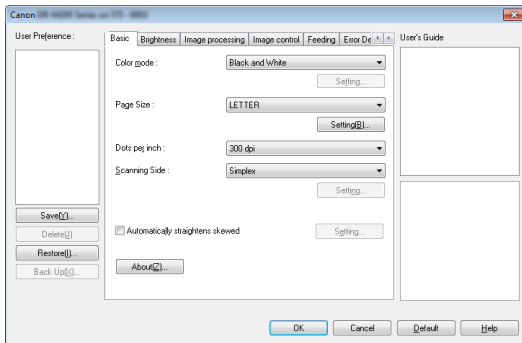 Canon
User Preference :
Basic Brightness Image processing Image control Feeding Error De
User's Guide
Color mode :
Black and White
Setting...
Page Size :
LETTER
Setting(B)...
Dots per inch :
300 dpi
Scanning Side :
Simplex
Setting...
Save(Y)...
Delete(J)
Automatically straightens skewed
Setting...
Restore(I)...
Back Up(X)...
About(Z)...
OK
Cancel
Default
Help